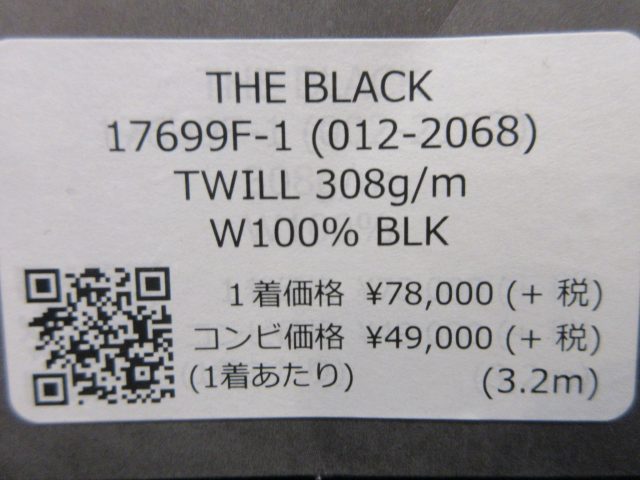 THE BLACK
17699F-1 (012-2068)
TWILL 308g/m
W100% BLK
1着価格 ¥78,000 (+ 税)
コンビ価格 ¥49,000 (+ 税)
(1着あたり) (3.2m)